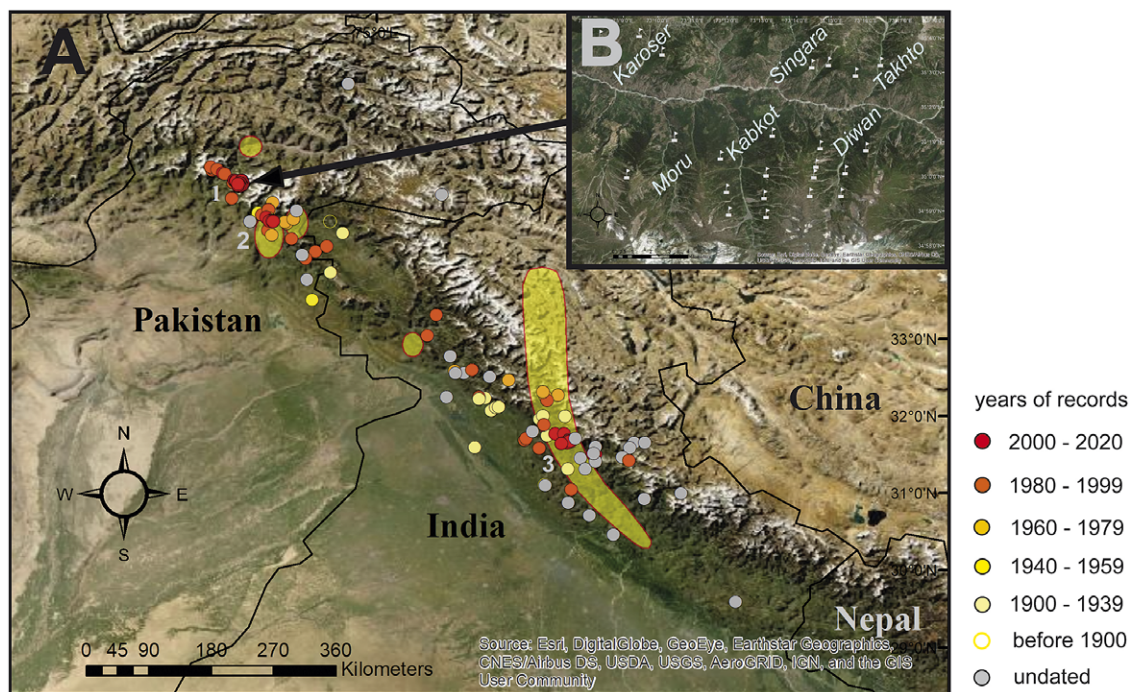 A
75°0'E
B
Karoser
Singara
Takhto
Moru
Kabkot
Diwan
1
2
3
Pakistan
India
China
Nepal
N
W
E
S
33°0'N
32°0'N
31°0'N
30°0'N
0 45 90 180 270 360
Kilometers
Source: Esri, DigitalGlobe, GeoEye, Earthstar Geographics,
CNES/Airbus DS, USDA, USGS, AeroGRID, IGN, and the GIS
User Community
years of records
2000 - 2020
1980 - 1999
1960 - 1979
1940 - 1959
1900 - 1939
before 1900
undated